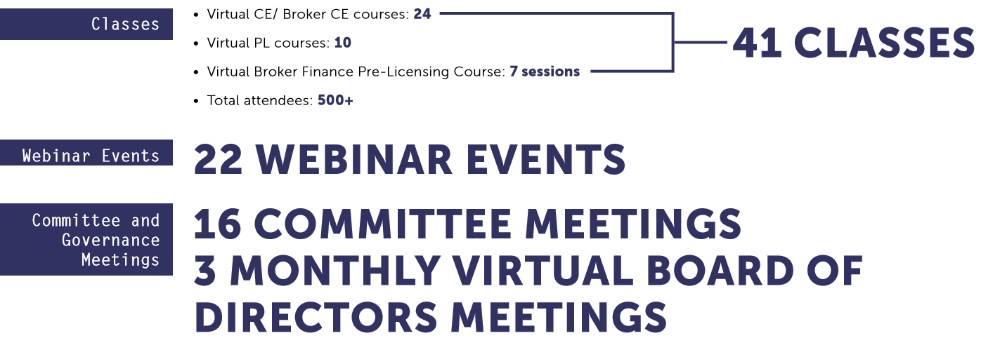 Classes
• Virtual CE/ Broker CE courses: 24
• Virtual PL courses: 10
• Virtual Broker Finance Pre-Licensing Course: 7 sessions
• Total attendees: 500+
41 CLASSES
Webinar Events
22 WEBINAR EVENTS
Committee and
Governance
Meetings
16 COMMITTEE MEETINGS
3 MONTHLY VIRTUAL BOARD OF
DIRECTORS MEETINGS